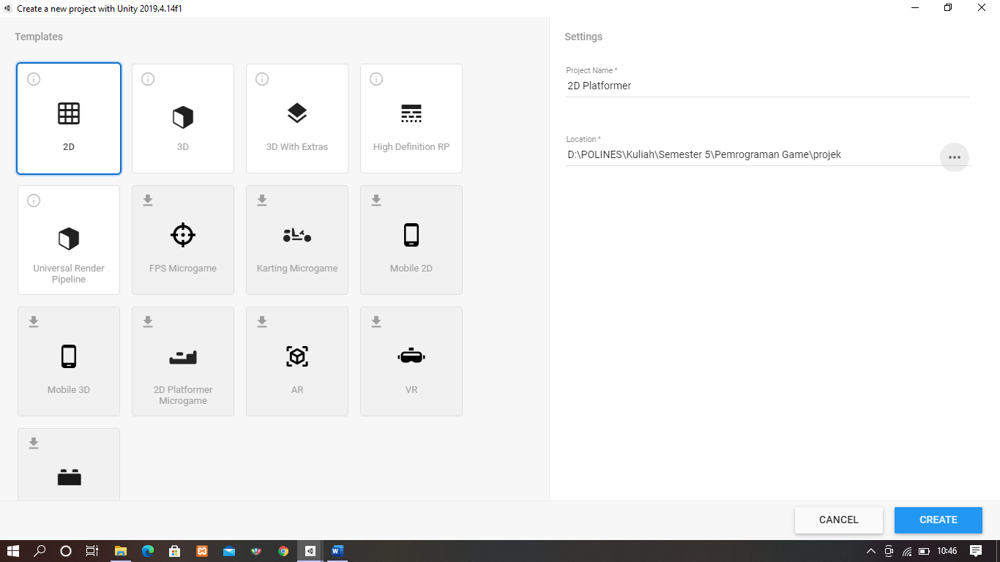 Create a new project with Unity 2019.4.14f1
Templates
2D
3D
3D With Extras
High Definition RP
Universal Render
Pipeline
FPS Microgame
Karting Microgame
Mobile 2D
Mobile 3D
2D Platformer
Microgame
AR
VR
Settings
Project Name *
2D Platformer
Location *
D:\POLINES\Kuliah\Semester 5\Pemrograman Game\projek
CANCEL
CREATE
10:46